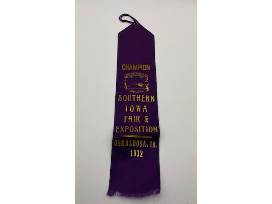 CHAMPION
SOUTHERN
IOWA
FAIR &
EXPOSITION
OSKALOOSA, IA.
1932